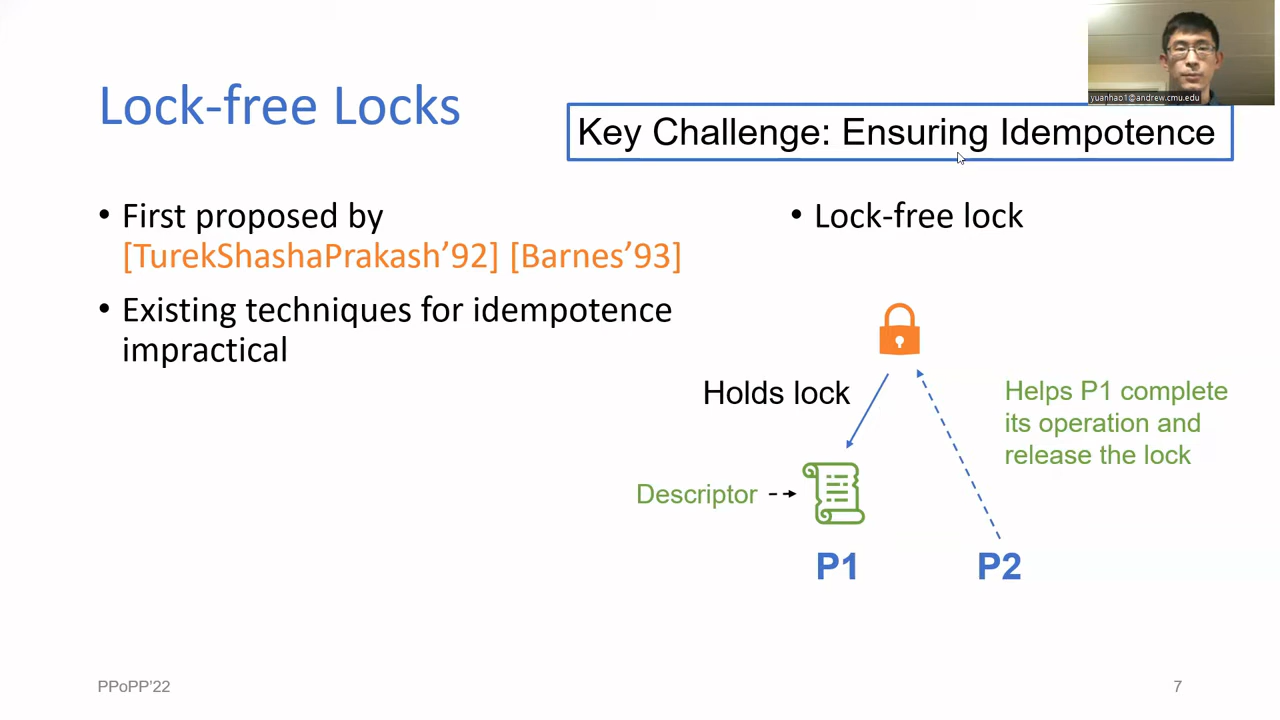 yuanhao1@andrew.cmu.edu
Lock-free Locks
Key Challenge: Ensuring Idempotence
• First proposed by
[TurekShashaPrakash’92] [Barnes’93]
• Existing techniques for idempotence
impractical
• Lock-free lock
Holds lock
Helps P1 complete
its operation and
release the lock
Descriptor
P1
P2
PPoPP’22
7